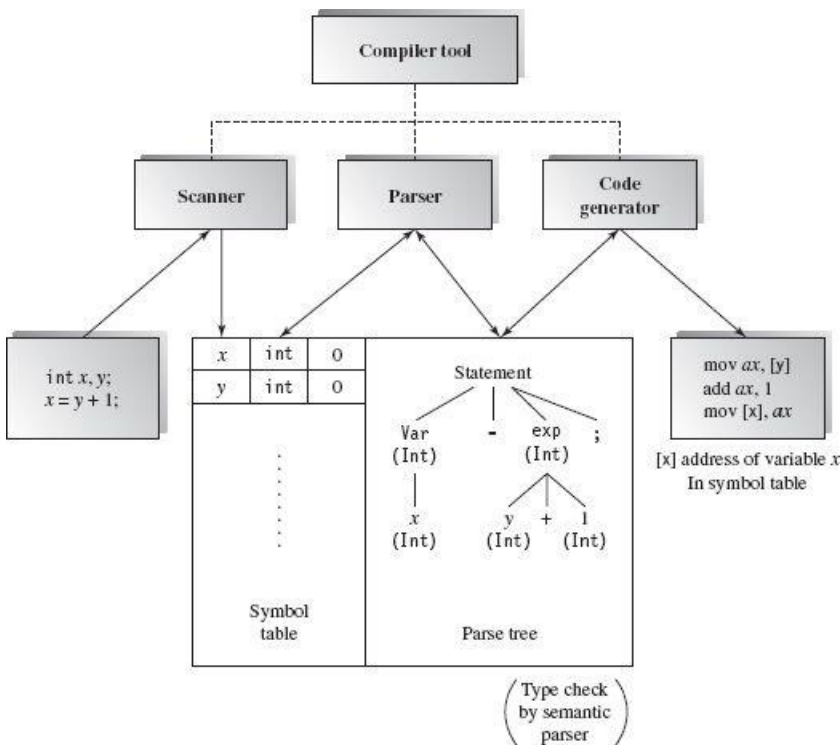 Compiler tool
Scanner
Parser
Code
generator
int x, y;
x = y + 1;
x int 0
y int 0
Symbol
table
Statement
Var - exp ;
(Int) (Int)
x y + 1
(Int) (Int) (Int)
Parse tree
mov ax, [y]
add ax, 1
mov [x], ax
[x] address of variable x
In symbol table
(Type check
by semantic
parser)